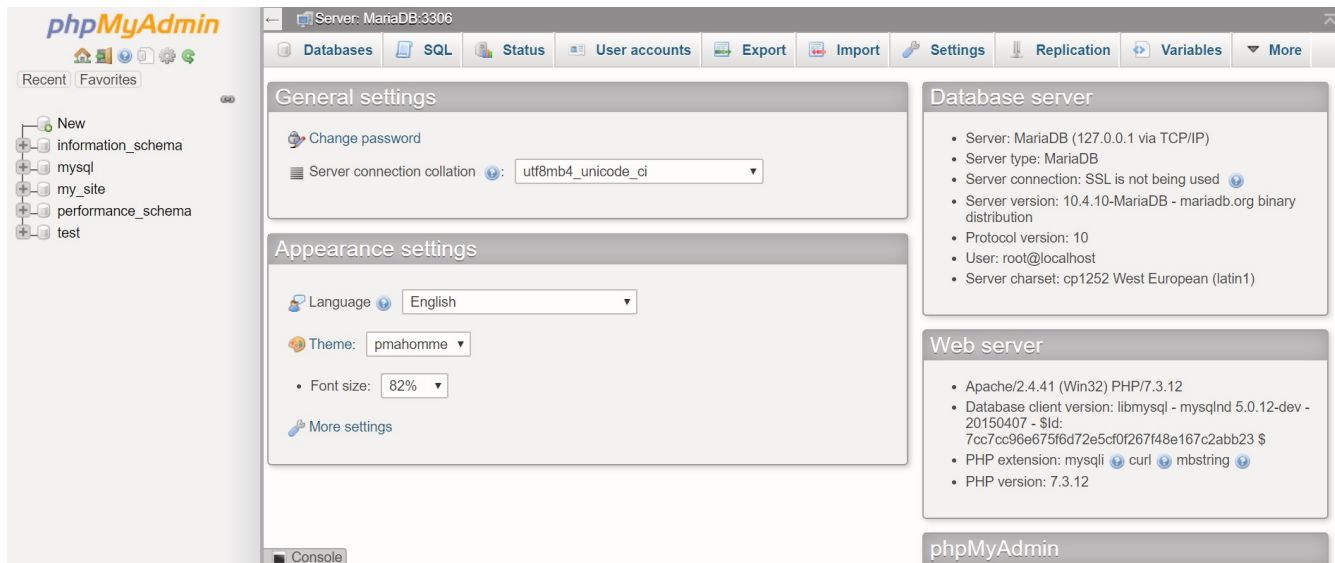 phpMyAdmin
Recent Favorites
New
information_schema
mysql
my_site
performance_schema
test
Server: MariaDB:3306
Databases SQL Status User accounts Export Import Settings Replication Variables More
General settings
Change password
Server connection collation : utf8mb4_unicode_ci
Appearance settings
Language English
Theme: pmahomme
Font size: 82%
More settings
Console
Database server
Server: MariaDB (127.0.0.1 via TCP/IP)
Server type: MariaDB
Server connection: SSL is not being used
Server version: 10.4.10-MariaDB - mariadb.org binary
distribution
Protocol version: 10
User: root@localhost
Server charset: cp1252 West European (latin1)
Web server
Apache/2.4.41 (Win32) PHP/7.3.12
Database client version: libmysql - mysqlnd 5.0.12-dev -
20150407 - $Id:
7cc7cc96e675f6d72e5cf0f267f48e167c2abb23 $
PHP extension: mysqli curl mbstring
PHP version: 7.3.12
phpMyAdmin